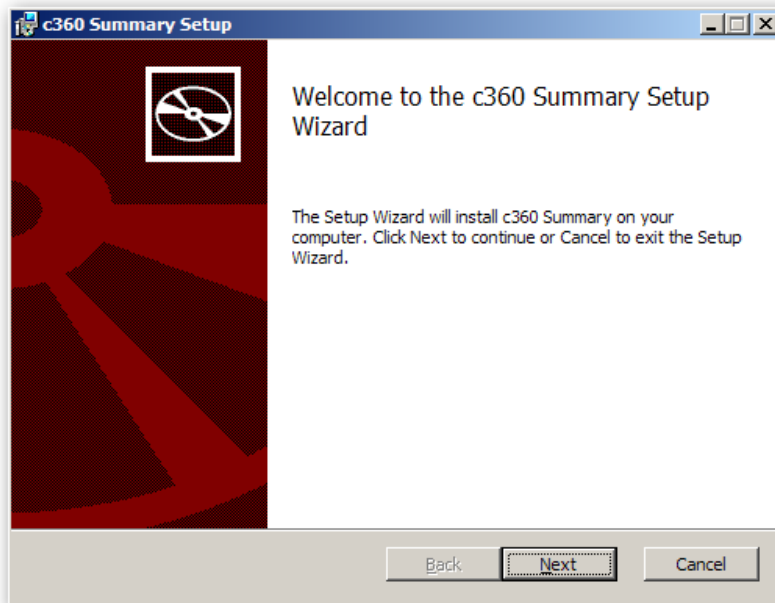 c360 Summary Setup
Welcome to the c360 Summary Setup
Wizard
The Setup Wizard will install c360 Summary on your
computer. Click Next to continue or Cancel to exit the Setup
Wizard.
Back Next Cancel